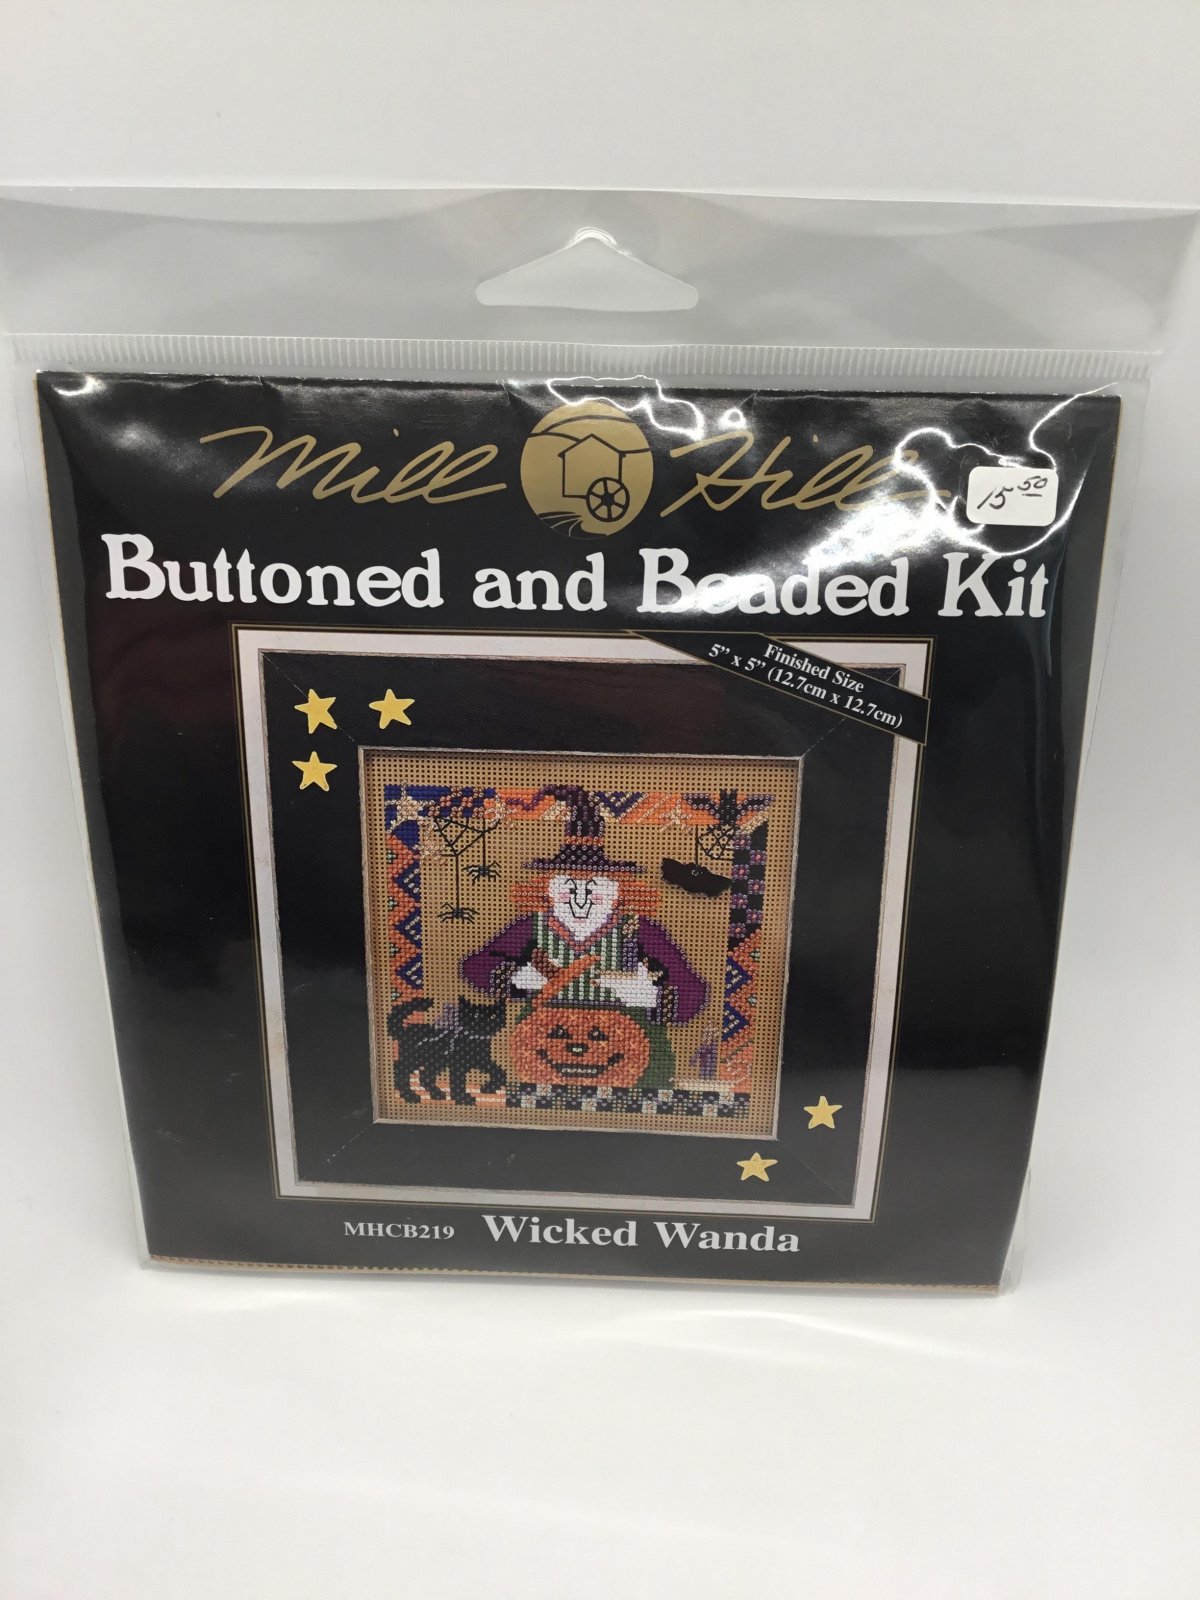 Mill Hill
15 50
Buttoned and Beaded Kit
Finished Size
5" x 5" (12.7cm x 12.7cm)
MHCB219 Wicked Wanda